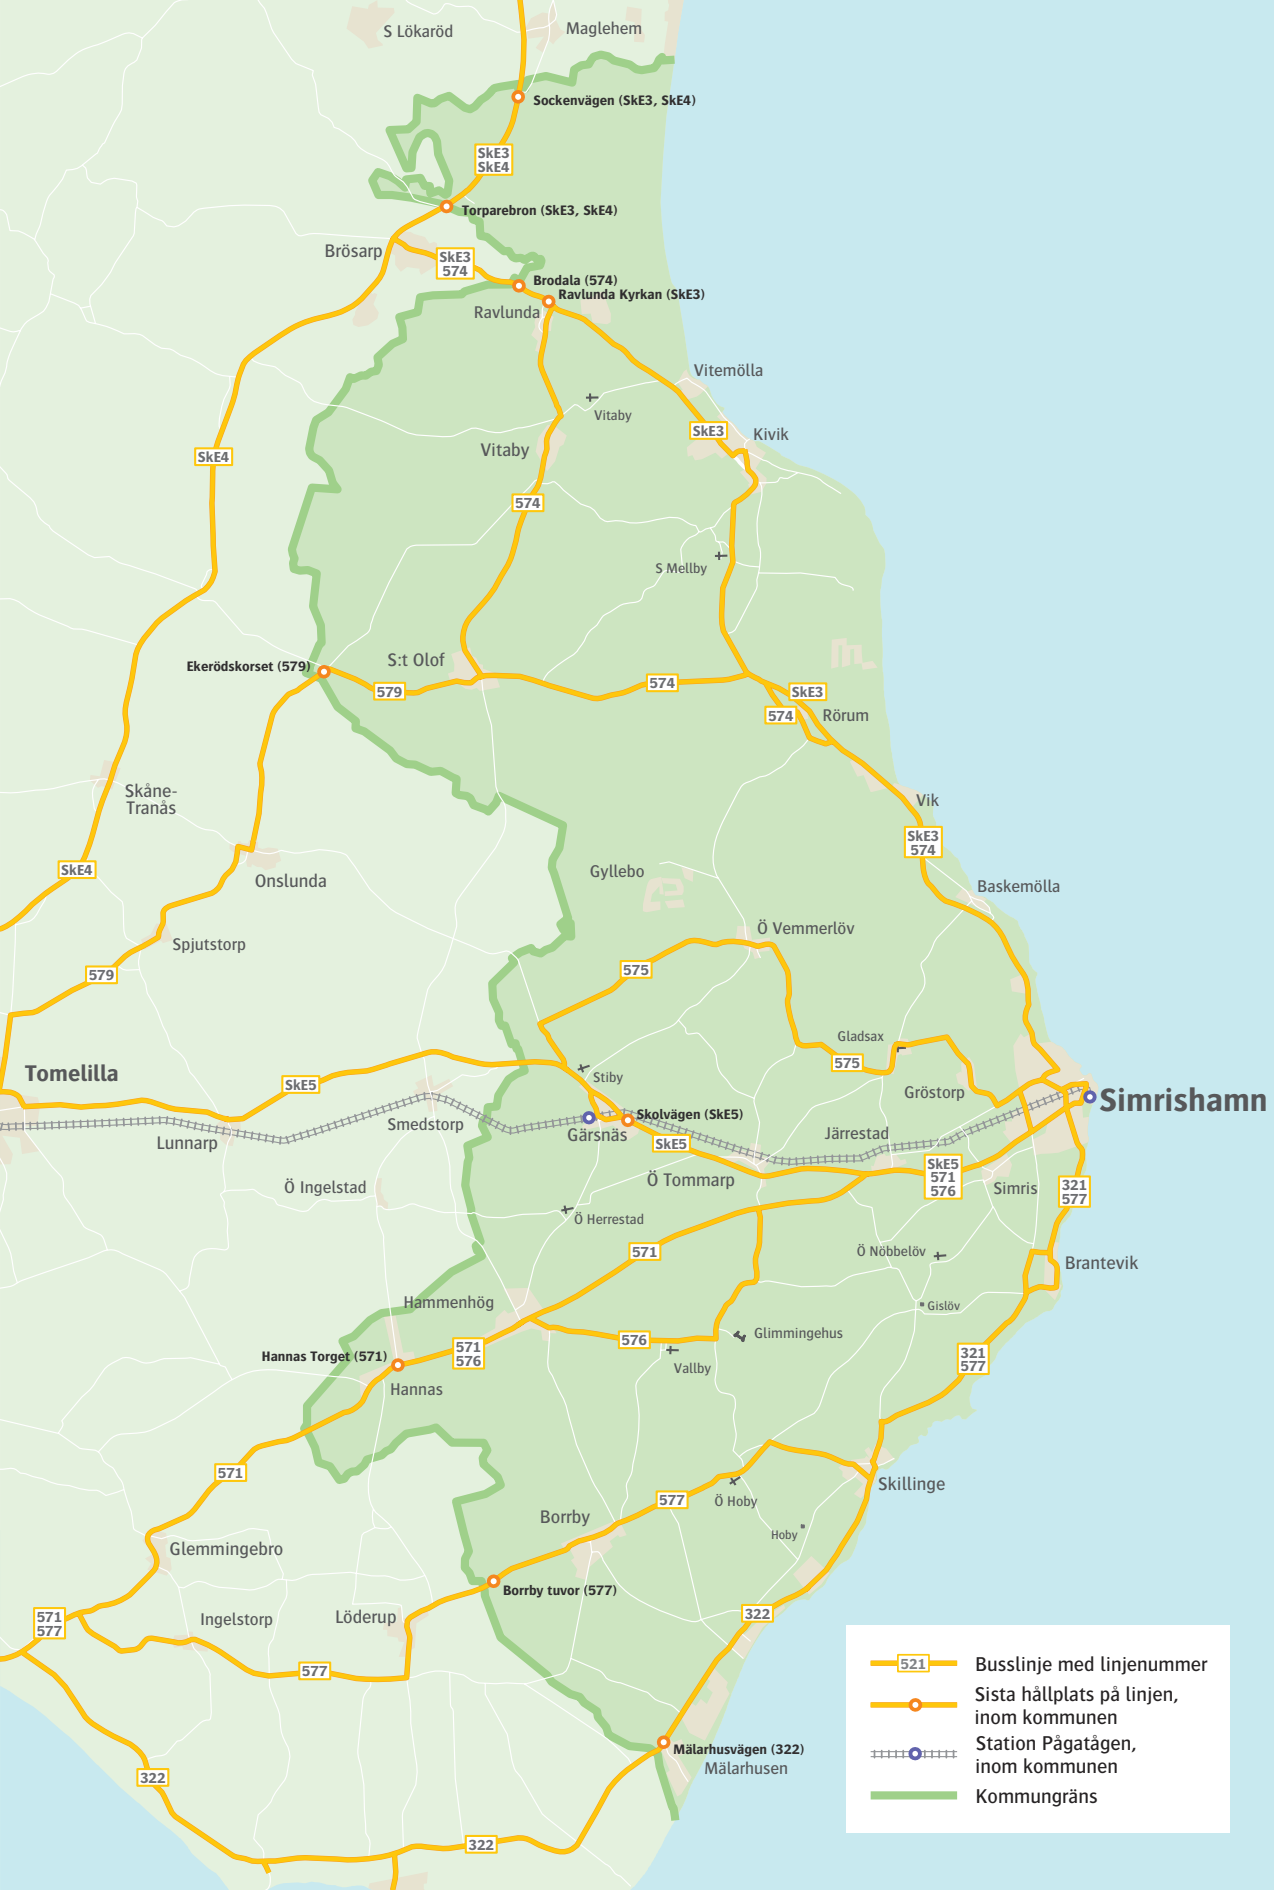 S Lökaröd
Maglehem
Sockenvägen (SkE3, SkE4)
SkE3
SkE4
Torparebron (SkE3, SkE4)
Brösarp
SkE3
574
Brodala (574)
Ravlunda Kyrkan (SkE3)
Ravlunda
Vitemölla
Vitaby
SkE3
Kivik
Vitaby
SkE4
574
S Mellby
S:t Olof
Ekerödskorset (579)
579
574
SkE3
574
Rörum
Skåne-
Tranås
Vik
SkE3
574
SkE4
Gyllebo
Onslunda
Baskemölla
Ö Vemmerlöv
Spjutstorp
575
579
Gladsax
575
Tomelilla
Stiby
SkE5
Gröstorp
Simrishamn
Skolvägen (SkE5)
Smedstorp
Gärsnäs
Järrestad
Lunnarp
SkE5
SkE5
571
576
Ö Tommarp
Ö Ingelstad
Simris
321
577
Ö Herrestad
571
Ö Nöbbelöv
Brantevik
Hammenhög
Gislöv
576
Glimmingehus
571
576
Hannas Torget (571)
321
577
Vallby
Hannas
571
Skillinge
577
Ö Hoby
Borrby
Hoby
Glemmingebro
Borrby tuvor (577)
571
577
Ingelstorp
Löderup
322
577
Mälarhusvägen (322)
Mälarhusen
322
322
521
Busslinje med linjenummer
Sista hållplats på linjen,
inom kommunen
Station Pågatågen,
inom kommunen
Kommungräns